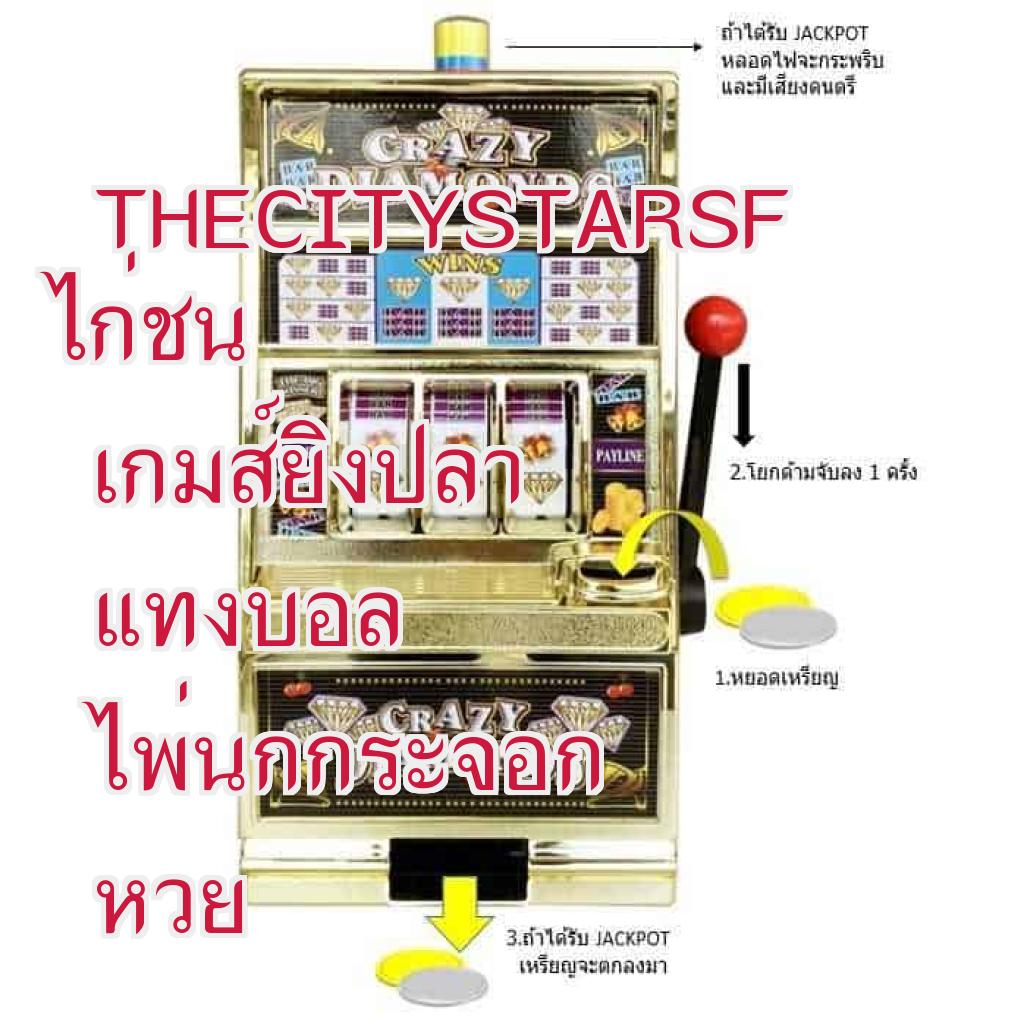 ถ้าได้รับ JACKPOT
หลอดไฟจะกระพริบ
และมีเสียงดนตรี
CRAZY
DIAMONDS
THECITYSTARSF
WINS
ไก่ชน
PAYLINE
เกมส์ยิงปลา
2.โยกด้ามจับลง 1 ครั้ง
แทงบอล
1.หยอดเหรียญ
CRAZY
ไพ่นกกระจอก
หวย
3.ถ้าได้รับ JACKPOT
เหรียญจะตกลงมา